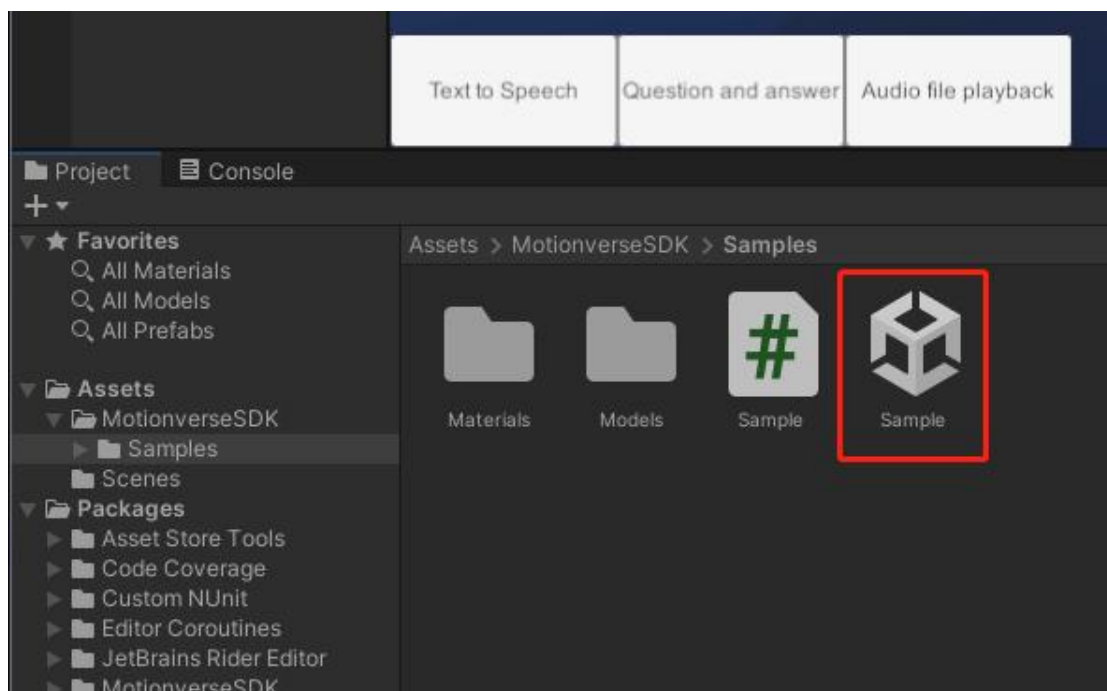 Text to Speech
Question and answer
Audio file playback
Project
Console
Favorites
All Materials
All Models
All Prefabs
Assets
MotionverseSDK
Samples
Scenes
Packages
Asset Store Tools
Code Coverage
Custom NUnit
Editor Coroutines
JetBrains Rider Editor
MotionverseSDK
Assets > MotionverseSDK > Samples
#
Materials
Models
Sample
Sample